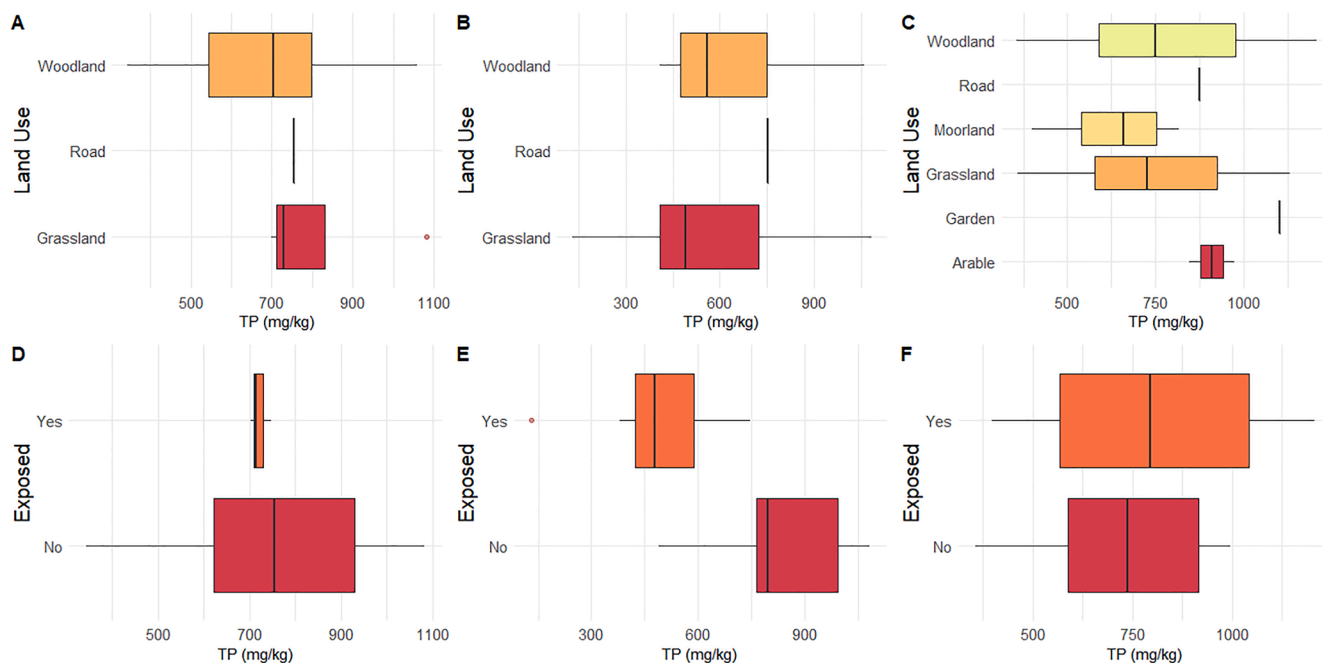 A
Land Use
Woodland
Road
Grassland
500 700 900 1100
TP (mg/kg)
B
Land Use
Woodland
Road
Grassland
300 600 900
TP (mg/kg)
C
Land Use
Woodland
Road
Moorland
Grassland
Garden
Arable
500 750 1000
TP (mg/kg)
D
Exposed
Yes
No
500 700 900 1100
TP (mg/kg)
E
Exposed
Yes
No
300 600 900
TP (mg/kg)
F
Exposed
Yes
No
500 750 1000
TP (mg/kg)